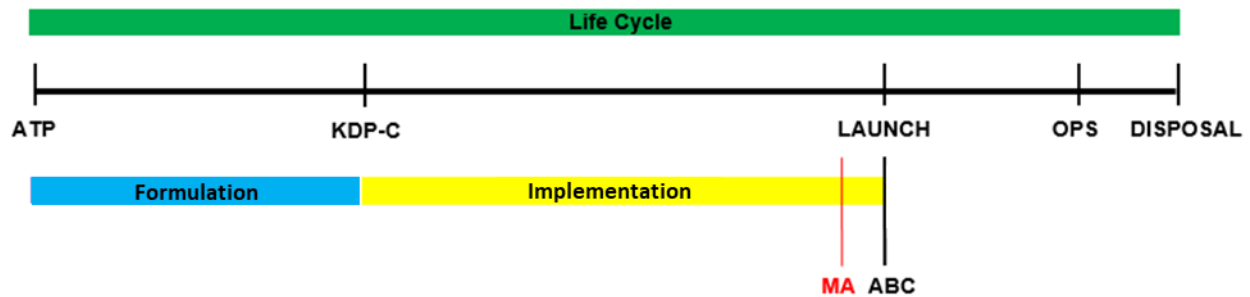 Life Cycle
ATP KDP-C LAUNCH OPS DISPOSAL
Formulation Implementation
MA ABC